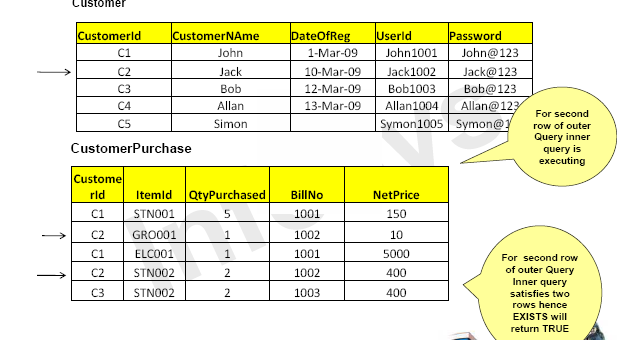 Customer
CustomerId CustomerNAme DateOfReg UserId Password
C1 John 1-Mar-09 John1001 John@123
C2 Jack 10-Mar-09 Jack1002 Jack@123
C3 Bob 12-Mar-09 Bob1003 Bob@123
C4 Allan 13-Mar-09 Allan1004 Allan@123
C5 Simon Symon1005 Symon@1
For second
row of outer
Query inner
query is
executing
CustomerPurchase
Custome
rId ItemId QtyPurchased BillNo NetPrice
C1 STN001 5 1001 150
C2 GRO001 1 1002 10
C1 ELC001 1 1001 5000
C2 STN002 2 1002 400
C3 STN002 2 1003 400
For second row
of outer Query
Inner query
satisfies two
rows hence
EXISTS will
return TRUE